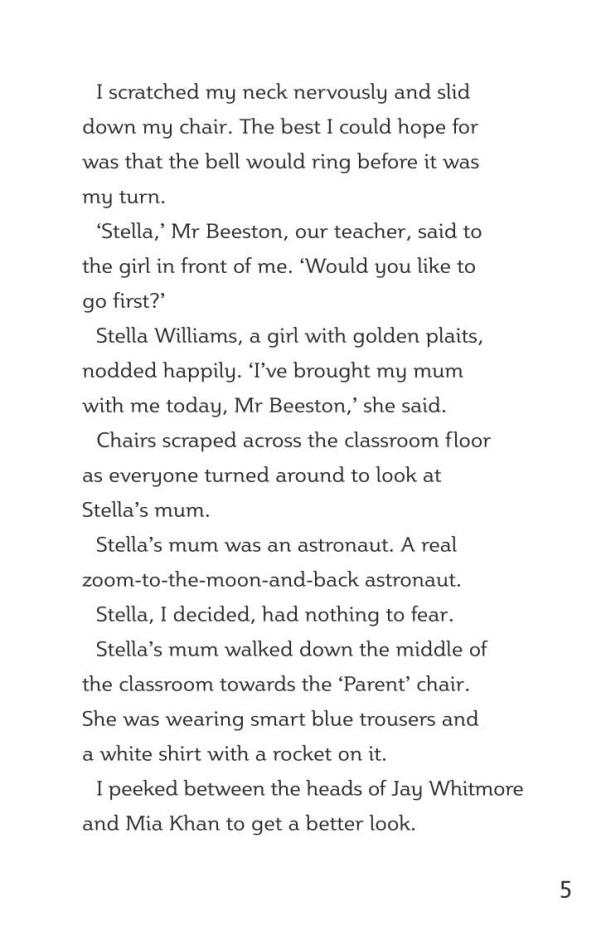 I scratched my neck nervously and slid
down my chair. The best I could hope for
was that the bell would ring before it was
my turn.
‘Stella,’ Mr Beeston, our teacher, said to
the girl in front of me. ‘Would you like to
go first?’
Stella Williams, a girl with golden plaits,
nodded happily. ‘I’ve brought my mum
with me today, Mr Beeston,’ she said.
Chairs scraped across the classroom floor
as everyone turned around to look at
Stella’s mum.
Stella’s mum was an astronaut. A real
zoom-to-the-moon-and-back astronaut.
Stella, I decided, had nothing to fear.
Stella’s mum walked down the middle of
the classroom towards the ‘Parent’ chair.
She was wearing smart blue trousers and
a white shirt with a rocket on it.
I peeked between the heads of Jay Whitmore
and Mia Khan to get a better look.
5